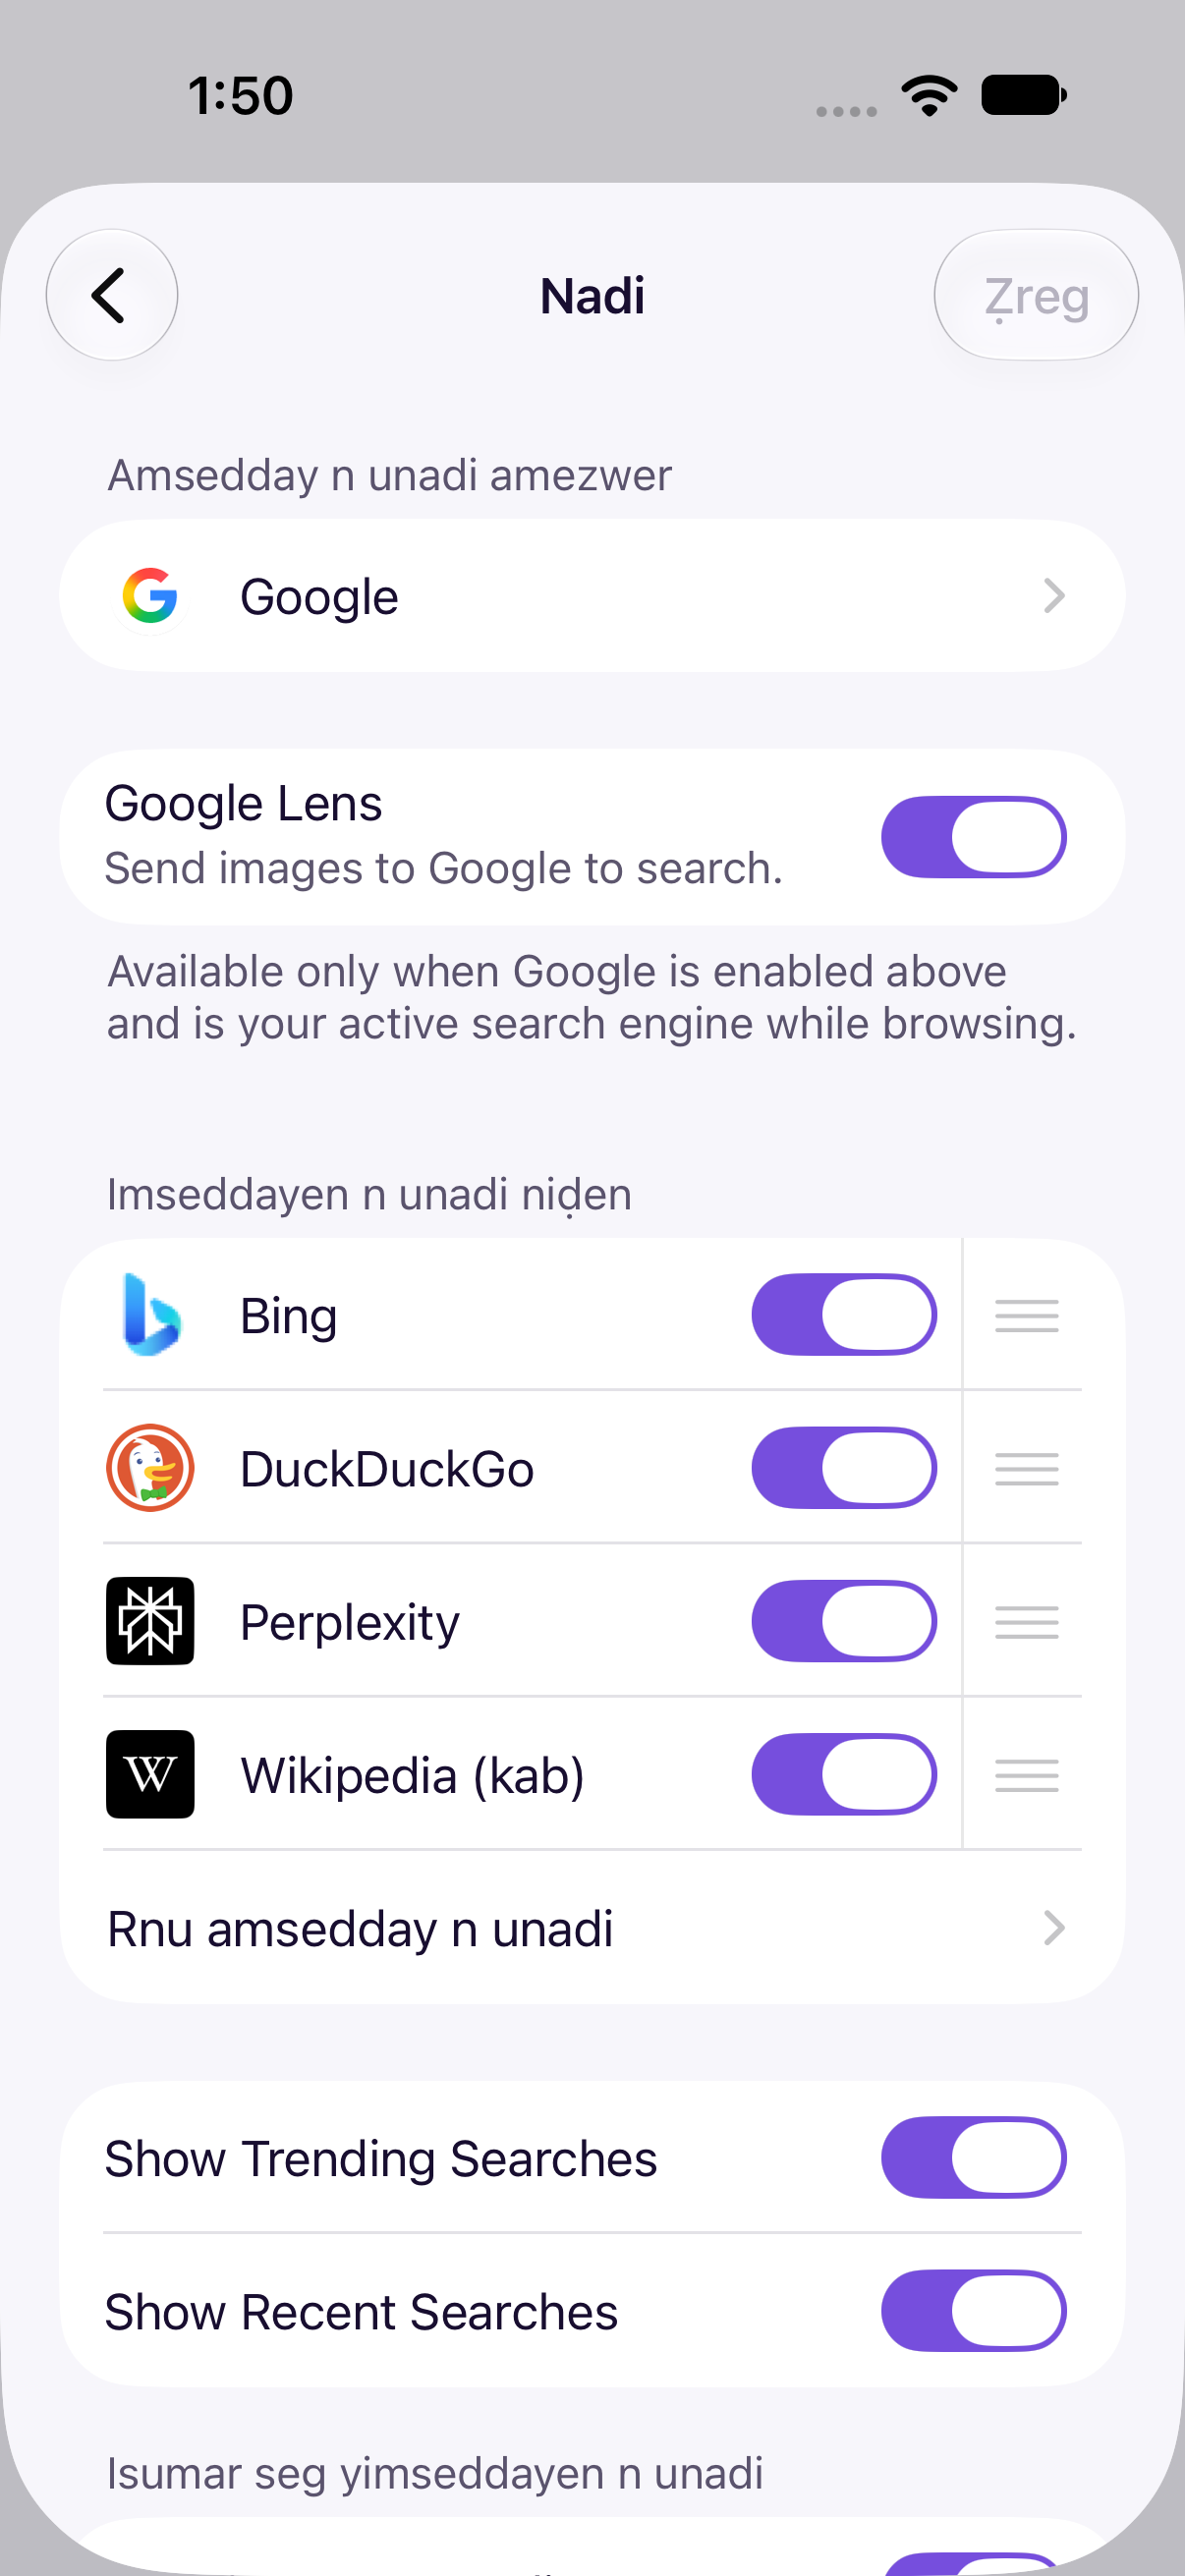 1:50
Nadi
Ẓreg
Amsedday n unadi amezwer
Google
Google Lens
Send images to Google to search.
Available only when Google is enabled above
and is your active search engine while browsing.
Imseddayen n unadi niḍen
Bing
DuckDuckGo
Perplexity
W
Wikipedia (kab)
Rnu amsedday n unadi
Show Trending Searches
Show Recent Searches
Isumar seg yimseddayen n unadi